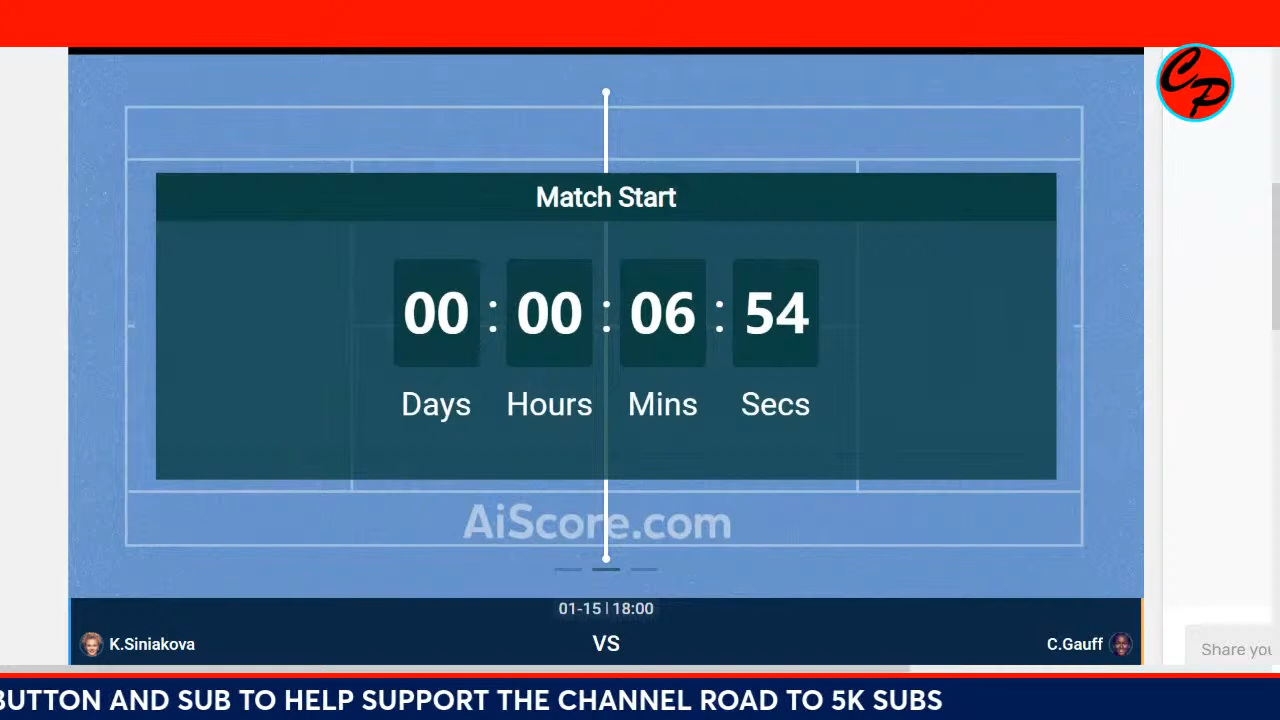 CP
Match Start
00 : 00 : 06 : 54
Days Hours Mins Secs
AiScore.com
01-15 | 18:00
K.Siniakova VS C.Gauff
Share you
BUTTON AND SUB TO HELP SUPPORT THE CHANNEL ROAD TO 5K SUBS